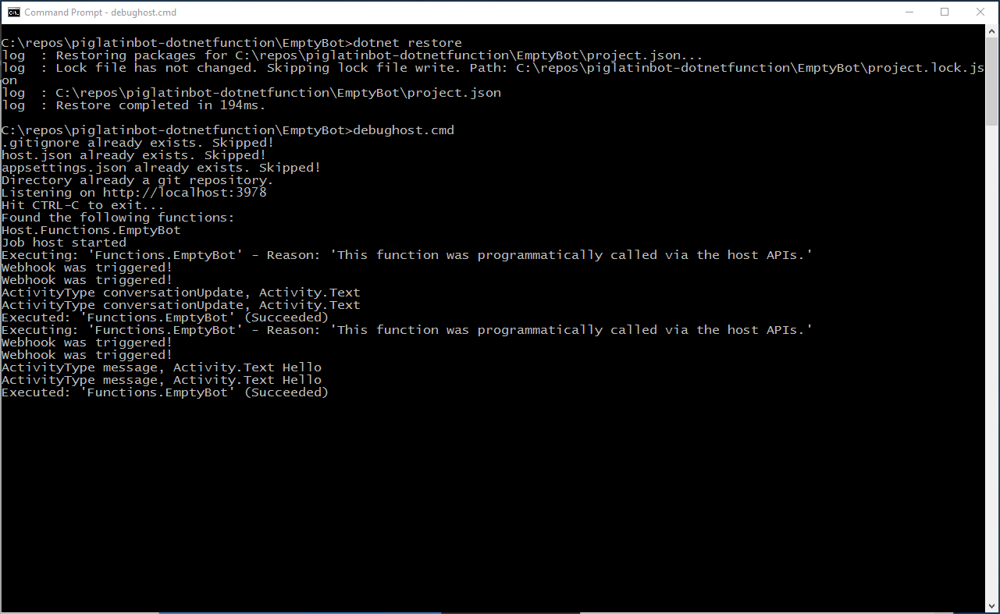 Command Prompt - debughost.cmd
C:\repos\piglatinbot-dotnetfunction\EmptyBot>dotnet restore
log  : Restoring packages for C:\repos\piglatinbot-dotnetfunction\EmptyBot\project.json...
log  : Lock file has not changed. Skipping lock file write. Path: C:\repos\piglatinbot-dotnetfunction\EmptyBot\project.lock.js
on
log  : C:\repos\piglatinbot-dotnetfunction\EmptyBot\project.json
log  : Restore completed in 194ms.
C:\repos\piglatinbot-dotnetfunction\EmptyBot>debughost.cmd
.gitignore already exists. Skipped!
host.json already exists. Skipped!
appsettings.json already exists. Skipped!
Directory already a git repository.
Listening on http://localhost:3978
Hit CTRL-C to exit...
Found the following functions:
Host.Functions.EmptyBot
Job host started
Executing: 'Functions.EmptyBot' - Reason: 'This function was programmatically called via the host APIs.'
Webhook was triggered!
Webhook was triggered!
ActivityType conversationUpdate, Activity.Text
ActivityType conversationUpdate, Activity.Text
Executed: 'Functions.EmptyBot' (Succeeded)
Executing: 'Functions.EmptyBot' - Reason: 'This function was programmatically called via the host APIs.'
Webhook was triggered!
Webhook was triggered!
ActivityType message, Activity.Text Hello
ActivityType message, Activity.Text Hello
Executed: 'Functions.EmptyBot' (Succeeded)